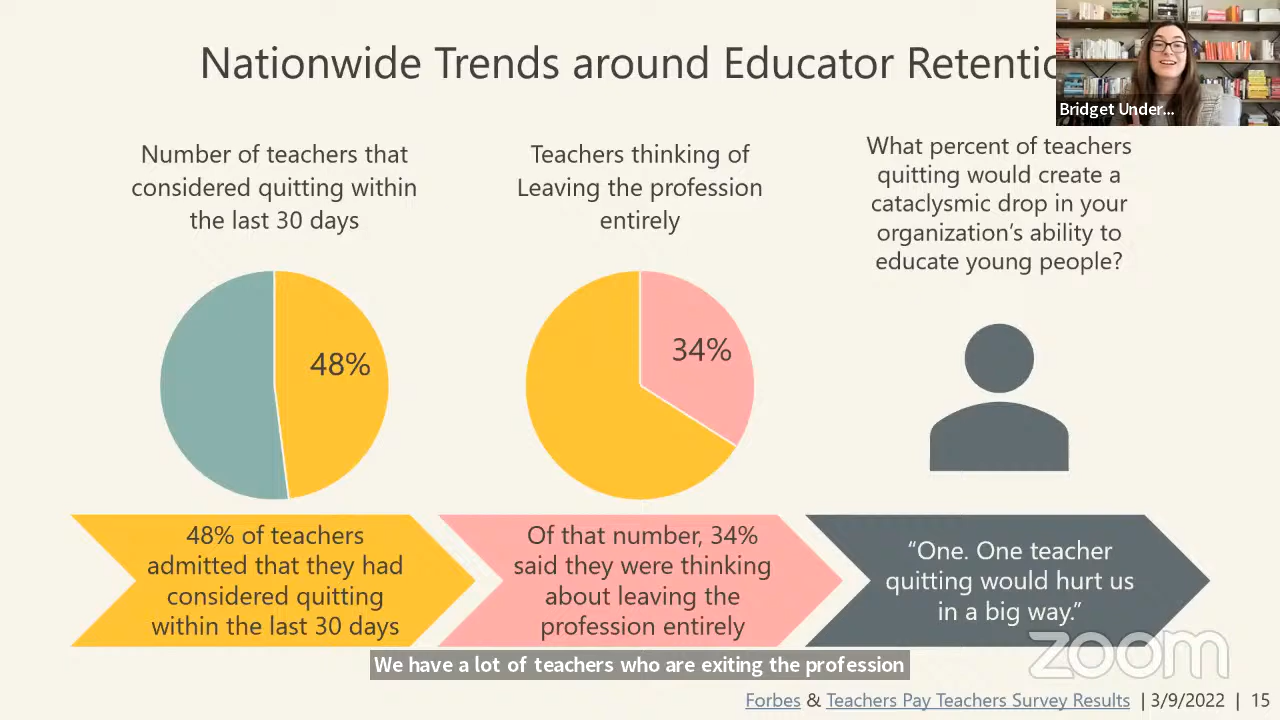 Nationwide Trends around Educator Retentio
Bridget Under...
Number of teachers that
considered quitting within
the last 30 days
Teachers thinking of
Leaving the profession
entirely
What percent of teachers
quitting would create a
cataclysmic drop in your
organization's ability to
educate young people?
48%
34%
48% of teachers
admitted that they had
considered quitting
within the last 30 days
Of that number, 34%
said they were thinking
about leaving the
profession entirely
“One. One teacher
quitting would hurt us
in a big way.”
zoom
We have a lot of teachers who are exiting the profession
Forbes & Teachers Pay Teachers Survey Results | 3/9/2022 | 15